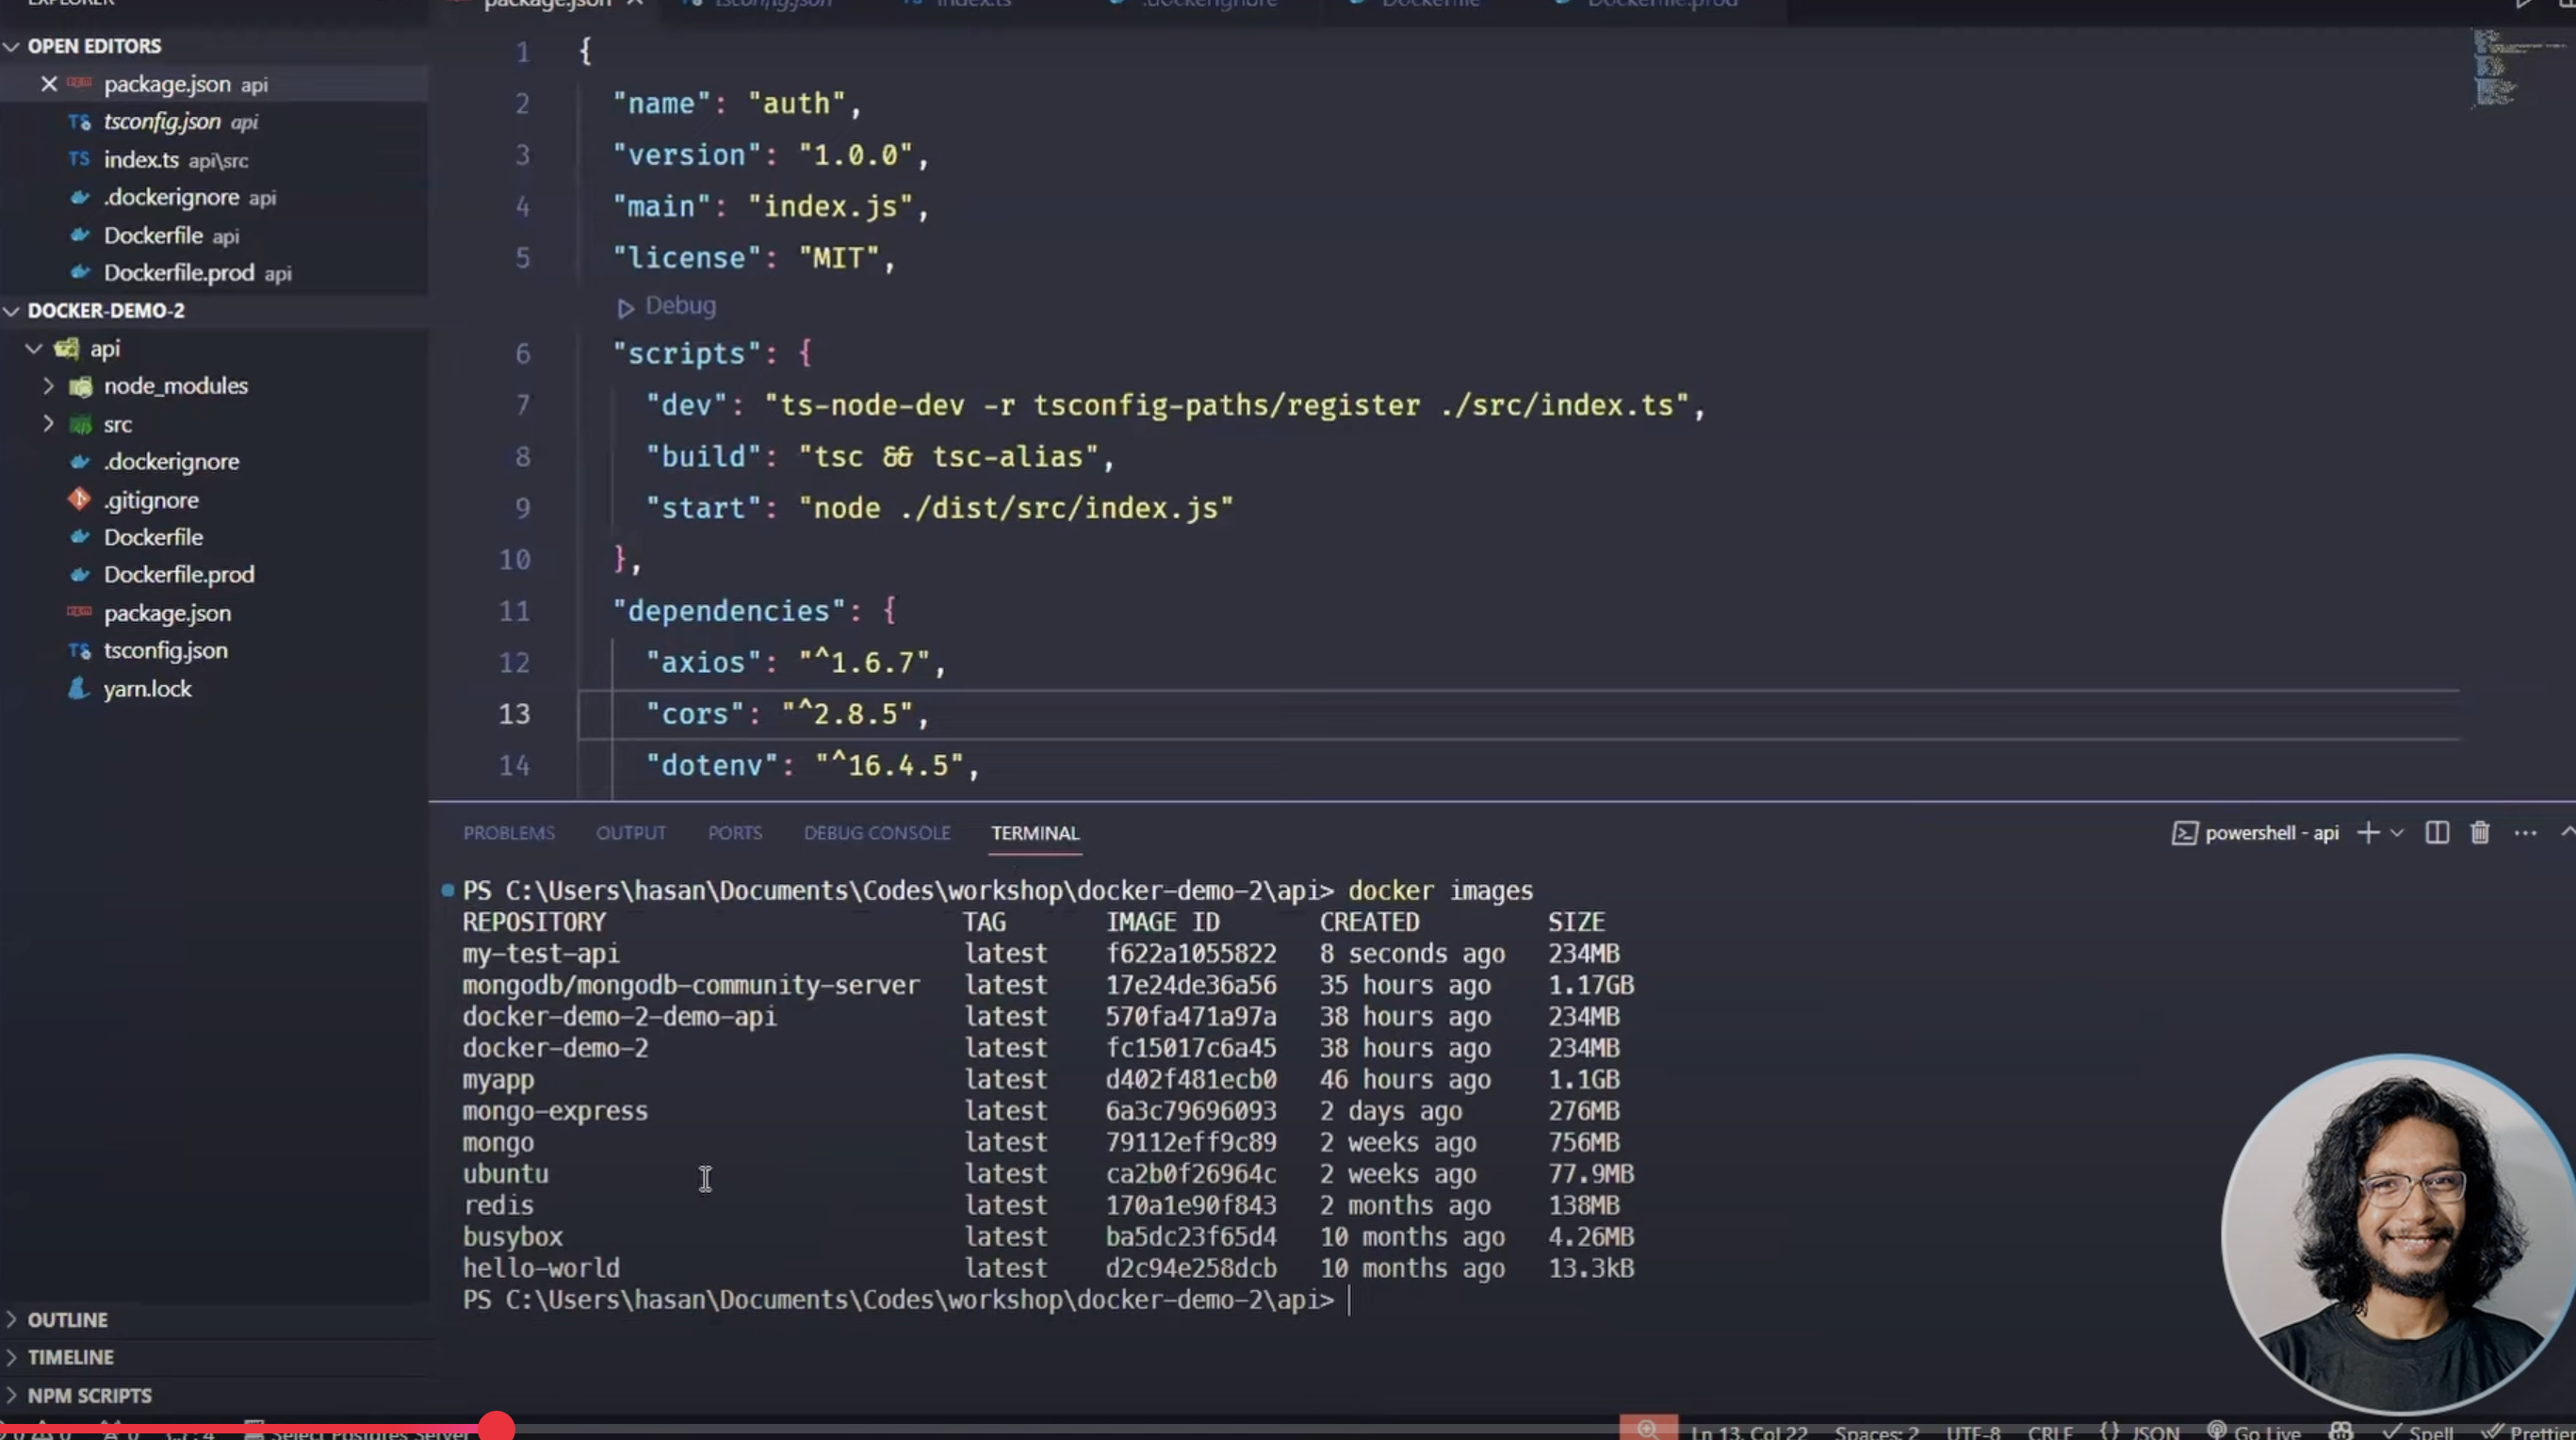 EXPLORER
package.json tsconfig.json index.ts .dockerignore Dockerfile Dockerfile.prod
OPEN EDITORS
package.json api
tsconfig.json api
index.ts api\src
.dockerignore api
Dockerfile api
Dockerfile.prod api
DOCKER-DEMO-2
api
node_modules
src
.dockerignore
.gitignore
Dockerfile
Dockerfile.prod
package.json
tsconfig.json
yarn.lock
OUTLINE
TIMELINE
NPM SCRIPTS
1 {
2 "name": "auth",
3 "version": "1.0.0",
4 "main": "index.js",
5 "license": "MIT",
Debug
6 "scripts": {
7 "dev": "ts-node-dev -r tsconfig-paths/register ./src/index.ts",
8 "build": "tsc && tsc-alias",
9 "start": "node ./dist/src/index.js"
10 },
11 "dependencies": {
12 "axios": "^1.6.7",
13 "cors": "^2.8.5",
14 "dotenv": "^16.4.5",
PROBLEMS OUTPUT PORTS DEBUG CONSOLE TERMINAL powershell - api
PS C:\Users\hasan\Documents\Codes\workshop\docker-demo-2\api> docker images
REPOSITORY TAG IMAGE ID CREATED SIZE
my-test-api latest f622a1055822 8 seconds ago 234MB
mongodb/mongodb-community-server latest 17e24de36a56 35 hours ago 1.17GB
docker-demo-2-demo-api latest 570fa471a97a 38 hours ago 234MB
docker-demo-2 latest fc15017c6a45 38 hours ago 234MB
myapp latest d402f481ecb0 46 hours ago 1.1GB
mongo-express latest 6a3c79696093 2 days ago 276MB
mongo latest 79112eff9c89 2 weeks ago 756MB
ubuntu latest ca2b0f26964c 2 weeks ago 77.9MB
redis latest 170a1e90f843 2 months ago 138MB
busybox latest ba5dc23f65d4 10 months ago 4.26MB
hello-world latest d2c94e258dcb 10 months ago 13.3kB
PS C:\Users\hasan\Documents\Codes\workshop\docker-demo-2\api>
Select Postgres Server Ln 13, Col 22 Spaces: 2 UTF-8 CRLF {} JSON Go Live Spell Prettier